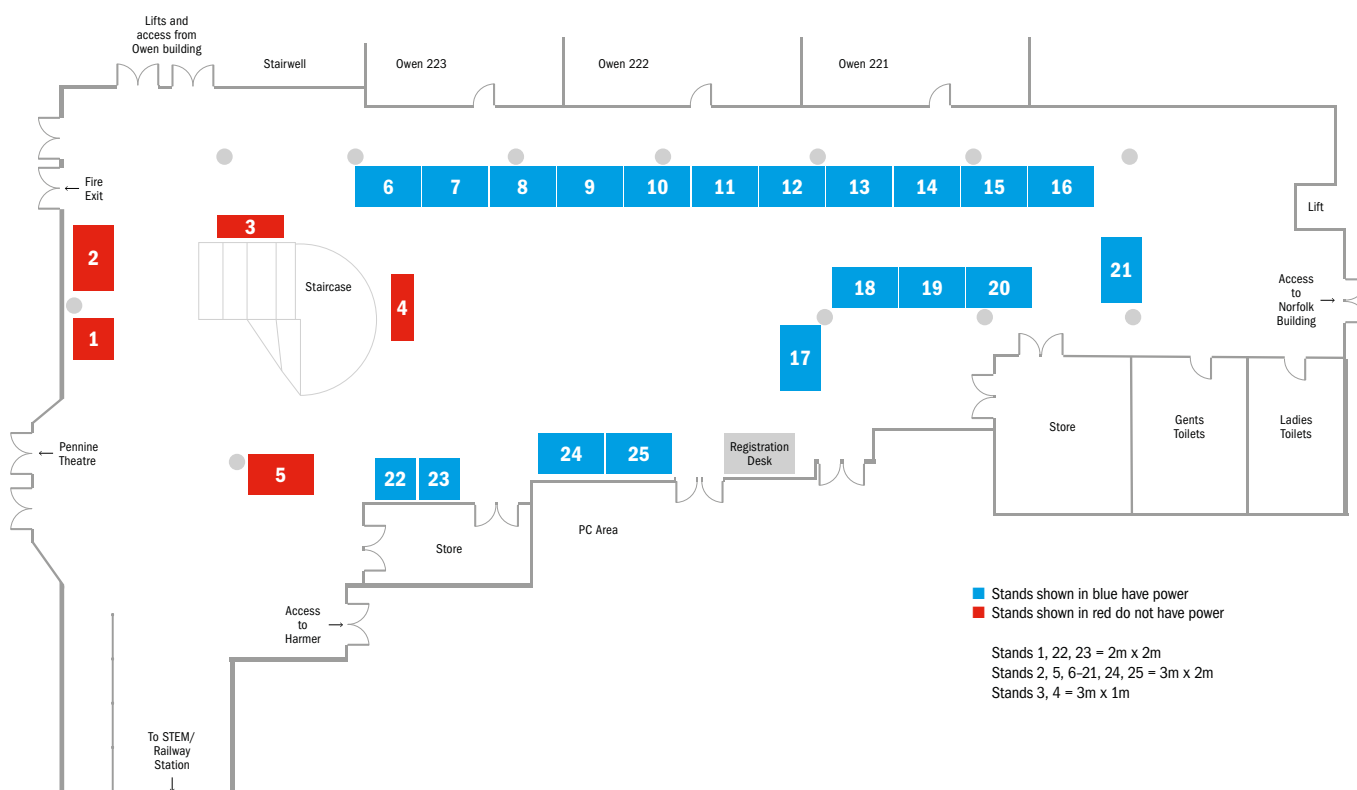 Lifts and
access from
Owen building
Stairwell
Owen 223
Owen 222
Owen 221
← Fire
Exit
2
1
3
Staircase
4
6
7
8
9
10
11
12
13
14
15
16
Lift
21
18
19
20
17
Access
to
Norfolk
Building
→
Store
Gents
Toilets
Ladies
Toilets
← Pennine
Theatre
5
22
23
24
25
Registration
Desk
Store
PC Area
Access
to
Harmer
→
To STEM/
Railway
Station
Stands shown in blue have power
Stands shown in red do not have power
Stands 1, 22, 23 = 2m x 2m
Stands 2, 5, 6–21, 24, 25 = 3m x 2m
Stands 3, 4 = 3m x 1m